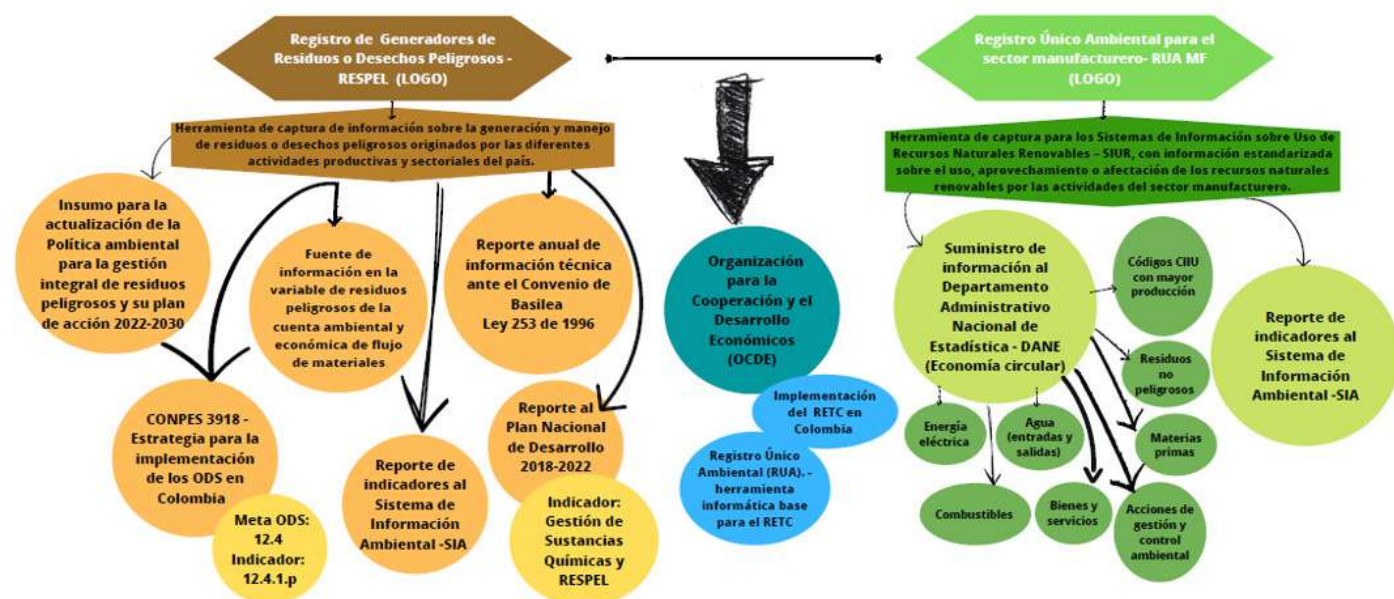 Registro de Generadores de
Residuos o Desechos Peligrosos -
RESPEL (LOGO)
Herramienta de captura de información sobre la generación y manejo
de residuos o desechos peligrosos originados por las diferentes
actividades productivas y sectoriales del país.
Insumo para la
actualización de la
Política ambiental
para la gestión
integral de residuos
peligrosos y su plan
de acción 2022-2030
Fuente de
información en la
variable de residuos
peligrosos de la
cuenta ambiental y
económica de flujo
de materiales
Reporte anual de
información técnica
ante el Convenio de
Basilea
Ley 253 de 1996
CONPES 3918 -
Estrategia para la
implementación
de los ODS en
Colombia
Meta ODS:
12.4
Indicador:
12.4.1.p
Reporte de
indicadores al
Sistema de
Información
Ambiental -SIA
Reporte al
Plan Nacional
de Desarrollo
2018-2022
Indicador:
Gestión de
Sustancias
Químicas y
RESPEL
Organización
para la
Cooperación y el
Desarrollo
Económicos
(OCDE)
Implementación
del RETC en
Colombia
Registro Único
Ambiental (RUA). -
herramienta
informática base
para el RETC
Registro Único Ambiental para el
sector manufacturero- RUA MF
(LOGO)
Herramienta de captura para los Sistemas de Información sobre Uso de
Recursos Naturales Renovables – SIUR, con información estandarizada
sobre el uso, aprovechamiento o afectación de los recursos naturales
renovables por las actividades del sector manufacturero.
Suministro de
información al
Departamento
Administrativo
Nacional de
Estadística - DANE
(Economía circular)
Códigos CIIU
con mayor
producción
Residuos
no
peligrosos
Materias
primas
Acciones de
gestión y
control
ambiental
Bienes y
servicios
Agua
(entradas y
salidas)
Combustibles
Energía
eléctrica
Reporte de
indicadores al
Sistema de
Información
Ambiental -SIA